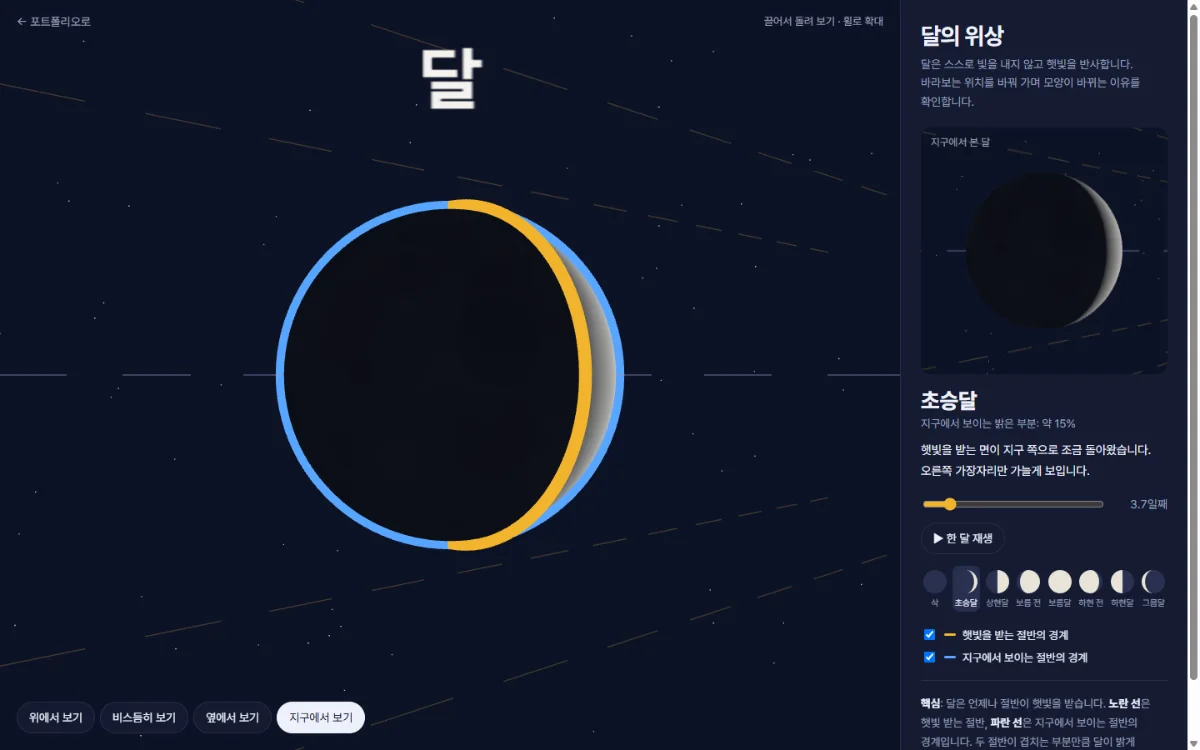 ← 포트폴리오로
끌어서 돌려 보기 · 휠로 확대
달
위에서 보기
비스듬히 보기
옆에서 보기
지구에서 보기
달의 위상
달은 스스로 빛을 내지 않고 햇빛을 반사합니다.
바라보는 위치를 바꿔 가며 모양이 바뀌는 이유를
확인합니다.
지구에서 본 달
초승달
지구에서 보이는 밝은 부분: 약 15%
햇빛을 받는 면이 지구 쪽으로 조금 돌아왔습니다.
오른쪽 가장자리만 가늘게 보입니다.
3.7일째
▶ 한 달 재생
삭
초승달
상현달
보름 전
보름달
하현 전
하현달
그믐달
햇빛을 받는 절반의 경계
지구에서 보이는 절반의 경계
핵심: 달은 언제나 절반이 햇빛을 받습니다. 노란 선은
햇빛 받는 절반, 파란 선은 지구에서 보이는 절반의
경계입니다. 두 절반이 겹치는 부분만큼 달이 밝게